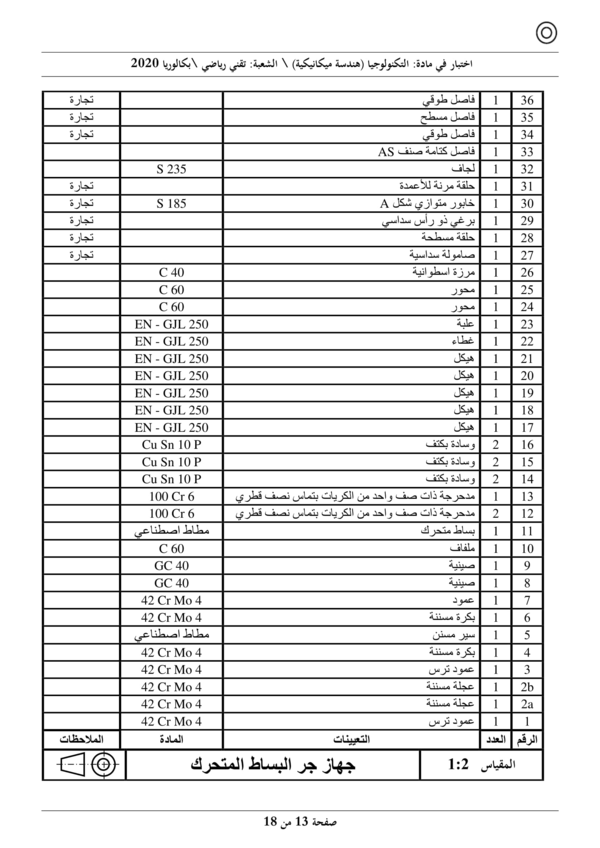 اختبار في مادة: التكنولوجيا (هندسة ميكانيكية) \ الشعبة: تقني رياضي \بكالوريا 2020
36 1 فاصل طوقي تجارة
35 1 فاصل مسطح تجارة
34 1 فاصل طوقي تجارة
33 1 فاصل كتامة صنف AS
32 1 لجاف S 235
31 1 حلقة مرنة للأعمدة تجارة
30 1 خابور متوازي شكل A S 185 تجارة
29 1 برغي ذو رأس سداسي تجارة
28 1 حلقة مسطحة تجارة
27 1 صامولة سداسية تجارة
26 1 مرزة اسطوانية C 40
25 1 محور C 60
24 1 محور C 60
23 1 علبة EN - GJL 250
22 1 غطاء EN - GJL 250
21 1 هيكل EN - GJL 250
20 1 هيكل EN - GJL 250
19 1 هيكل EN - GJL 250
18 1 هيكل EN - GJL 250
17 1 هيكل EN - GJL 250
16 2 وسادة بكتف Cu Sn 10 P
15 2 وسادة بكتف Cu Sn 10 P
14 2 وسادة بكتف Cu Sn 10 P
13 1 مدحرجة ذات صف واحد من الكريات بتماس نصف قطري 100 Cr 6
12 2 مدحرجة ذات صف واحد من الكريات بتماس نصف قطري 100 Cr 6
11 1 بساط متحرك مطاط اصطناعي
10 1 ملفاف C 60
9 1 صينية GC 40
8 1 صينية GC 40
7 1 عمود 42 Cr Mo 4
6 1 بكرة مسننة 42 Cr Mo 4
5 1 سير مسنن مطاط اصطناعي
4 1 بكرة مسننة 42 Cr Mo 4
3 1 عمود ترس 42 Cr Mo 4
2b 1 عجلة مسننة 42 Cr Mo 4
2a 1 عجلة مسننة 42 Cr Mo 4
1 1 عمود ترس 42 Cr Mo 4
الرقم العدد التعيينات المادة الملاحظات
المقياس 1:2 جهاز جر البساط المتحرك
صفحة 13 من 18